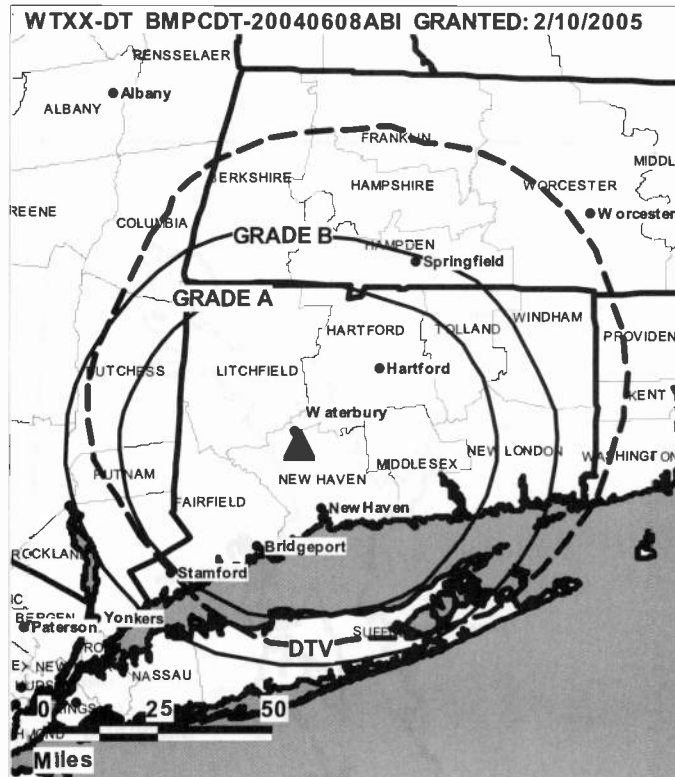 WTXX-DT BMPCDT-20040608ABI GRANTED: 2/10/2005
RENSSELAER
Albany
ALBANY
FRANKLIN
MIDDL
BERKSHIRE
HAMPSHIRE
WORCESTER
REENE
COLUMBIA
Worcester
GRADE B
HAMPDEN
Springfield
GRADE A
WINDHAM
HARTFORD
TOLLAND
PROVIDEN
DUTCHESS
LITCHFIELD
Hartford
KENT
Waterbury
NEW LONDON
WASHINGTON
MIDDLESEX
PUTNAM
NEW HAVEN
FAIRFIELD
New Haven
ROCKLAND
Bridgeport
Stamford
BERGEN
Yonkers
Paterson
SUFF
DTV
NASSAU
0 25 50
Miles